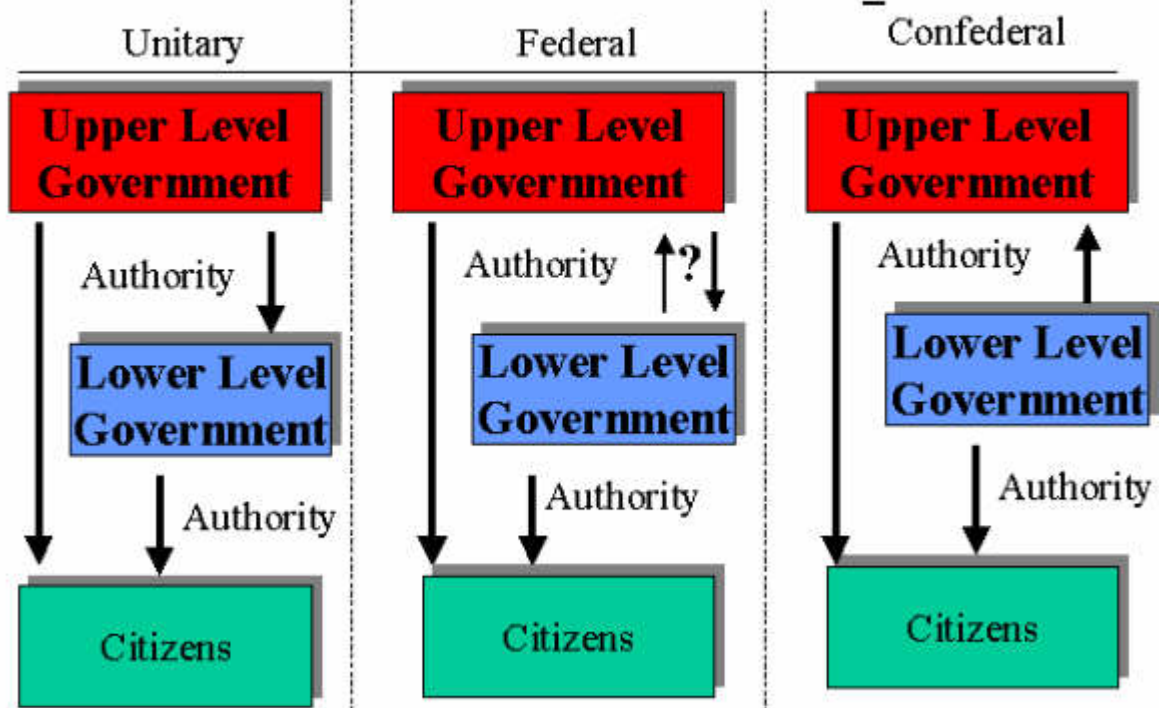 Unitary
Federal
Confederal
Upper Level
Government
Upper Level
Government
Upper Level
Government
Authority
Authority
?
Authority
Lower Level
Government
Lower Level
Government
Lower Level
Government
Authority
Authority
Authority
Citizens
Citizens
Citizens